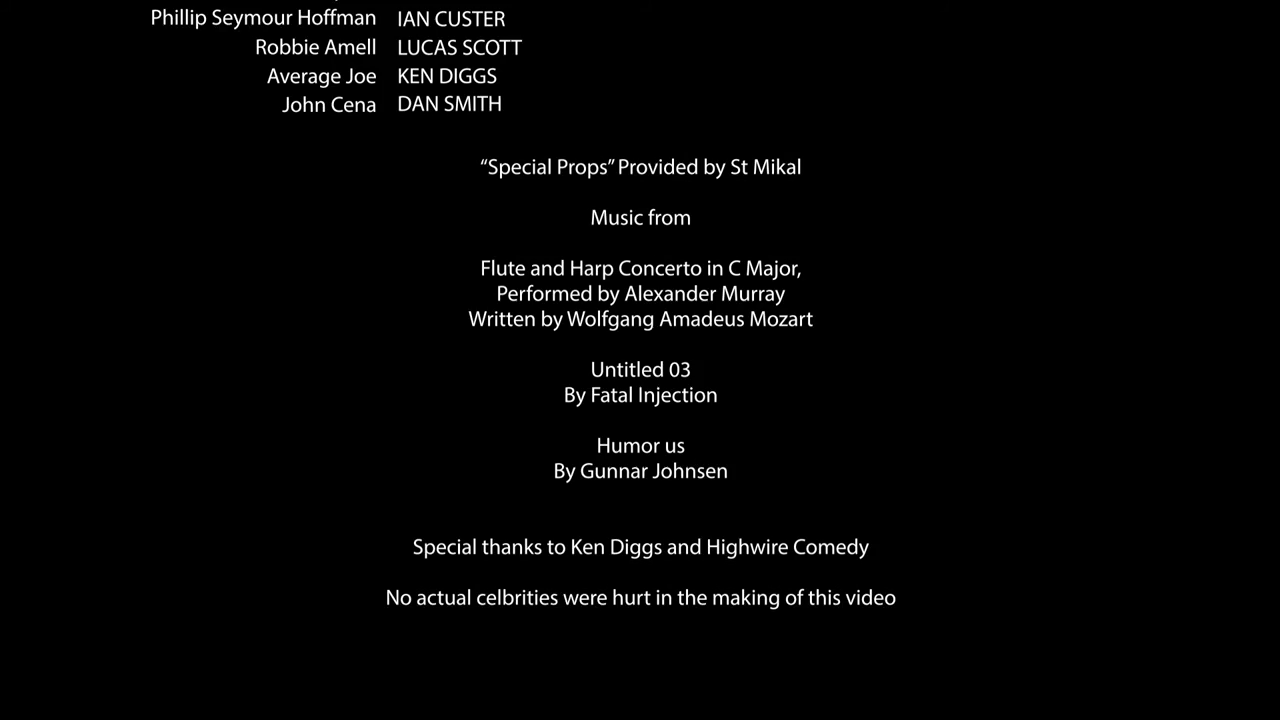 Phillip Seymour Hoffman IAN CUSTER
Robbie Amell LUCAS SCOTT
Average Joe KEN DIGGS
John Cena DAN SMITH
“Special Props” Provided by St Mikal
Music from
Flute and Harp Concerto in C Major,
Performed by Alexander Murray
Written by Wolfgang Amadeus Mozart
Untitled 03
By Fatal Injection
Humor us
By Gunnar Johnsen
Special thanks to Ken Diggs and Highwire Comedy
No actual celbrities were hurt in the making of this video